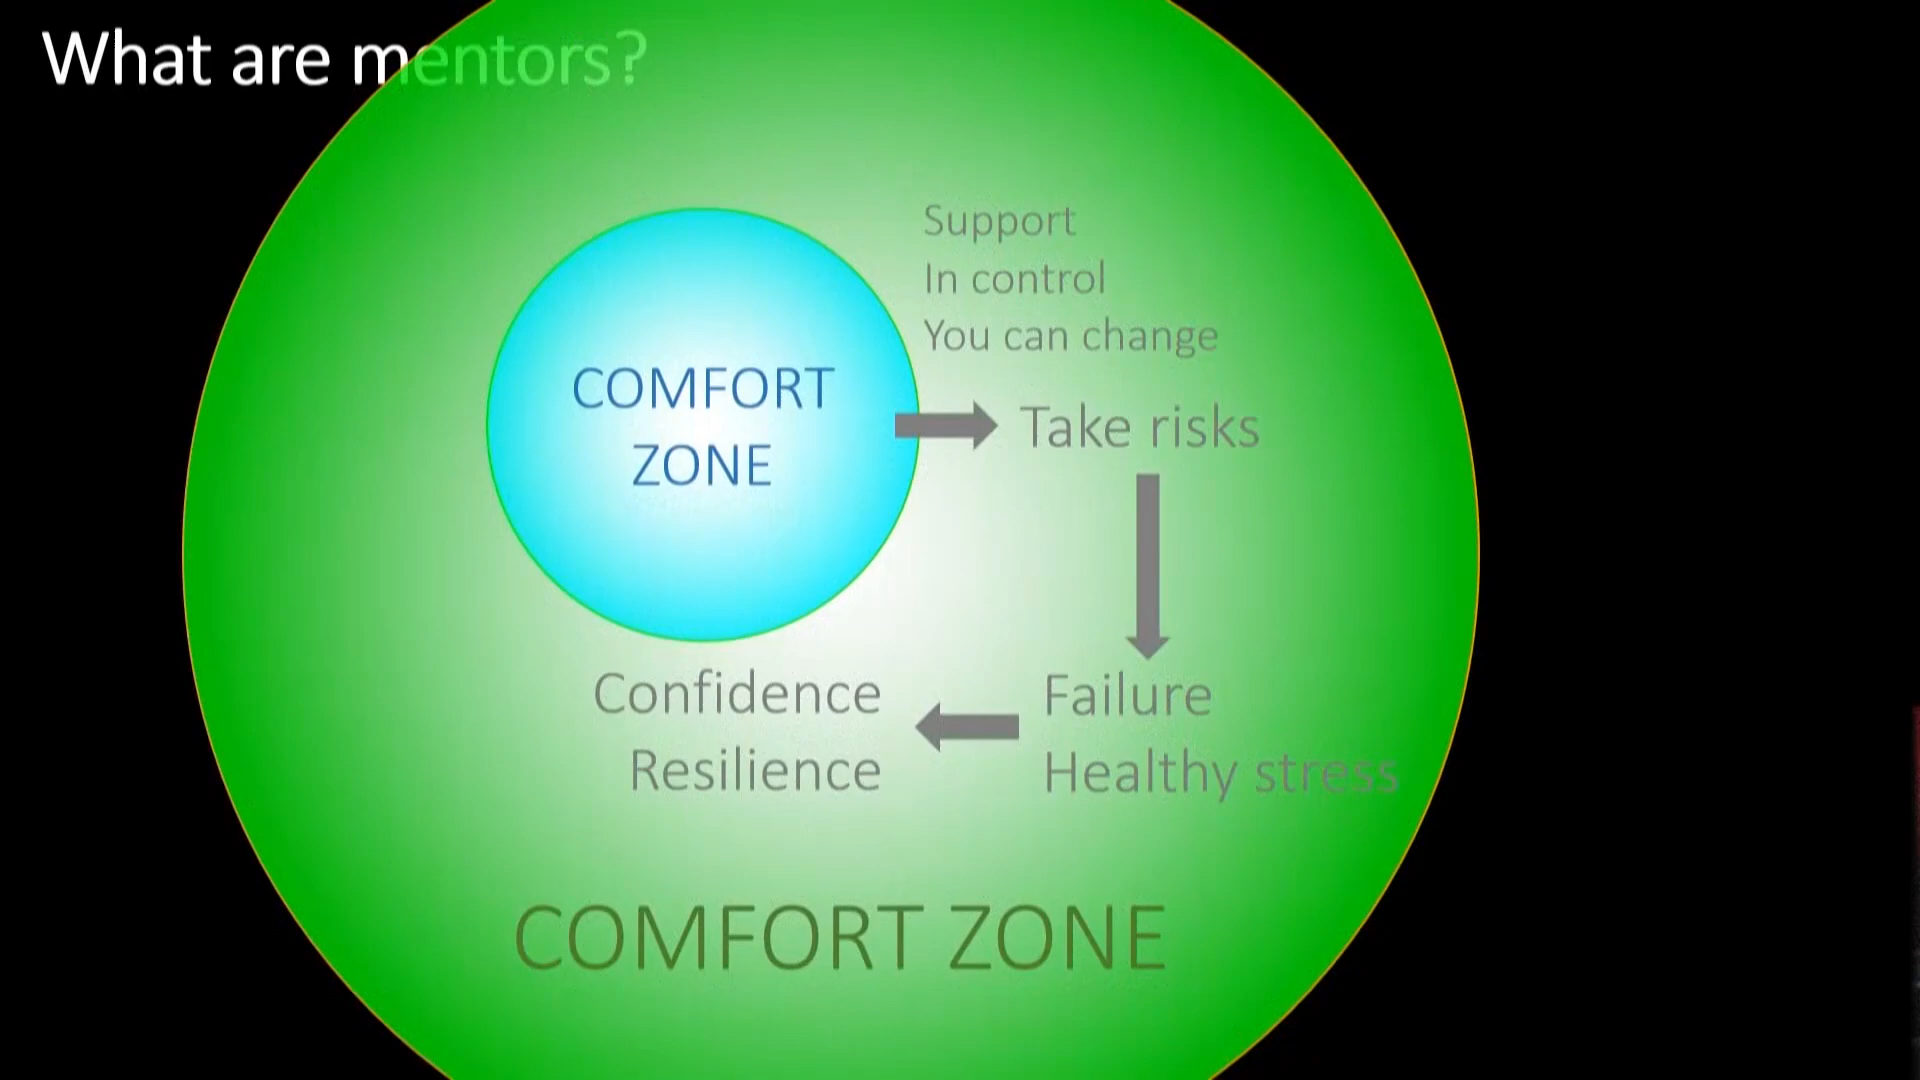 What are mentors?
Support
In control
You can change
COMFORT
ZONE
Take risks
Failure
Healthy stress
Confidence
Resilience
COMFORT ZONE